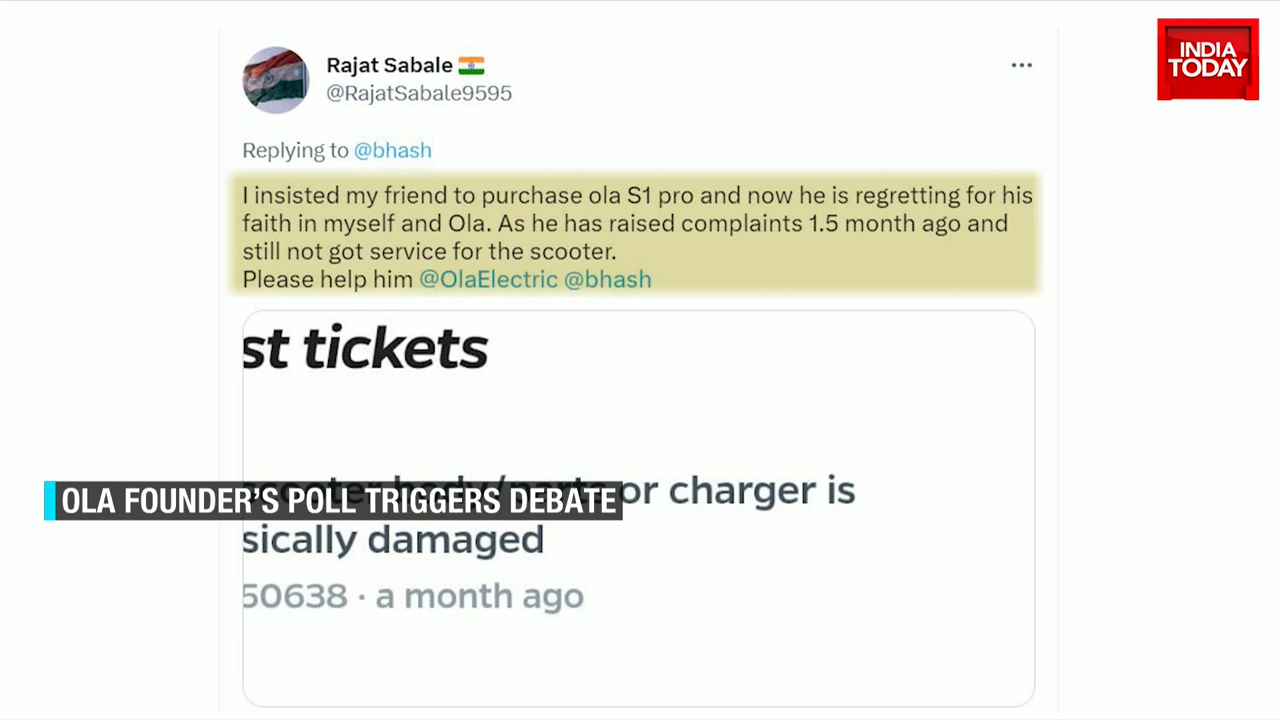 INDIA
TODAY
Rajat Sabale 🇮🇳
@RajatSabale9595
Replying to @bhash
I insisted my friend to purchase ola S1 pro and now he is regretting for his
faith in myself and Ola. As he has raised complaints 1.5 month ago and
still not got service for the scooter.
Please help him @OlaElectric @bhash
st tickets
scooter body/parts or charger is
OLA FOUNDER'S POLL TRIGGERS DEBATE
sically damaged
50638 · a month ago